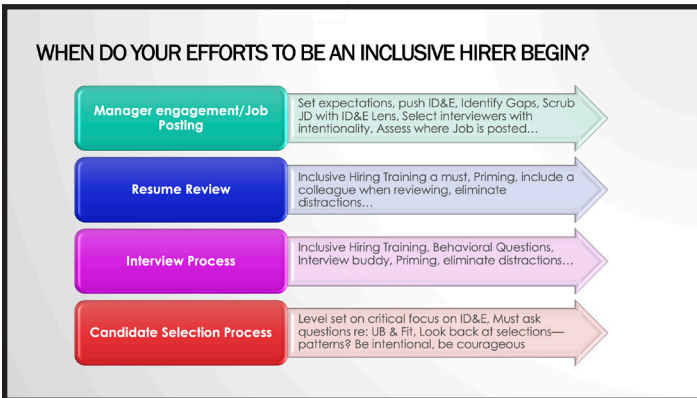 WHEN DO YOUR EFFORTS TO BE AN INCLUSIVE HIRER BEGIN?
Manager engagement/Job
Posting
Set expectations, push ID&E, Identify Gaps, Scrub
JD with ID&E Lens, Select interviewers with
intentionality, Assess where Job is posted…
Resume Review
Inclusive Hiring Training a must, Priming, include a
colleague when reviewing, eliminate
distractions…
Interview Process
Inclusive Hiring Training, Behavioral Questions,
Interview buddy, Priming, eliminate distractions…
Candidate Selection Process
Level set on critical focus on ID&E, Must ask
questions re: UB & Fit, Look back at selections—
patterns? Be intentional, be courageous